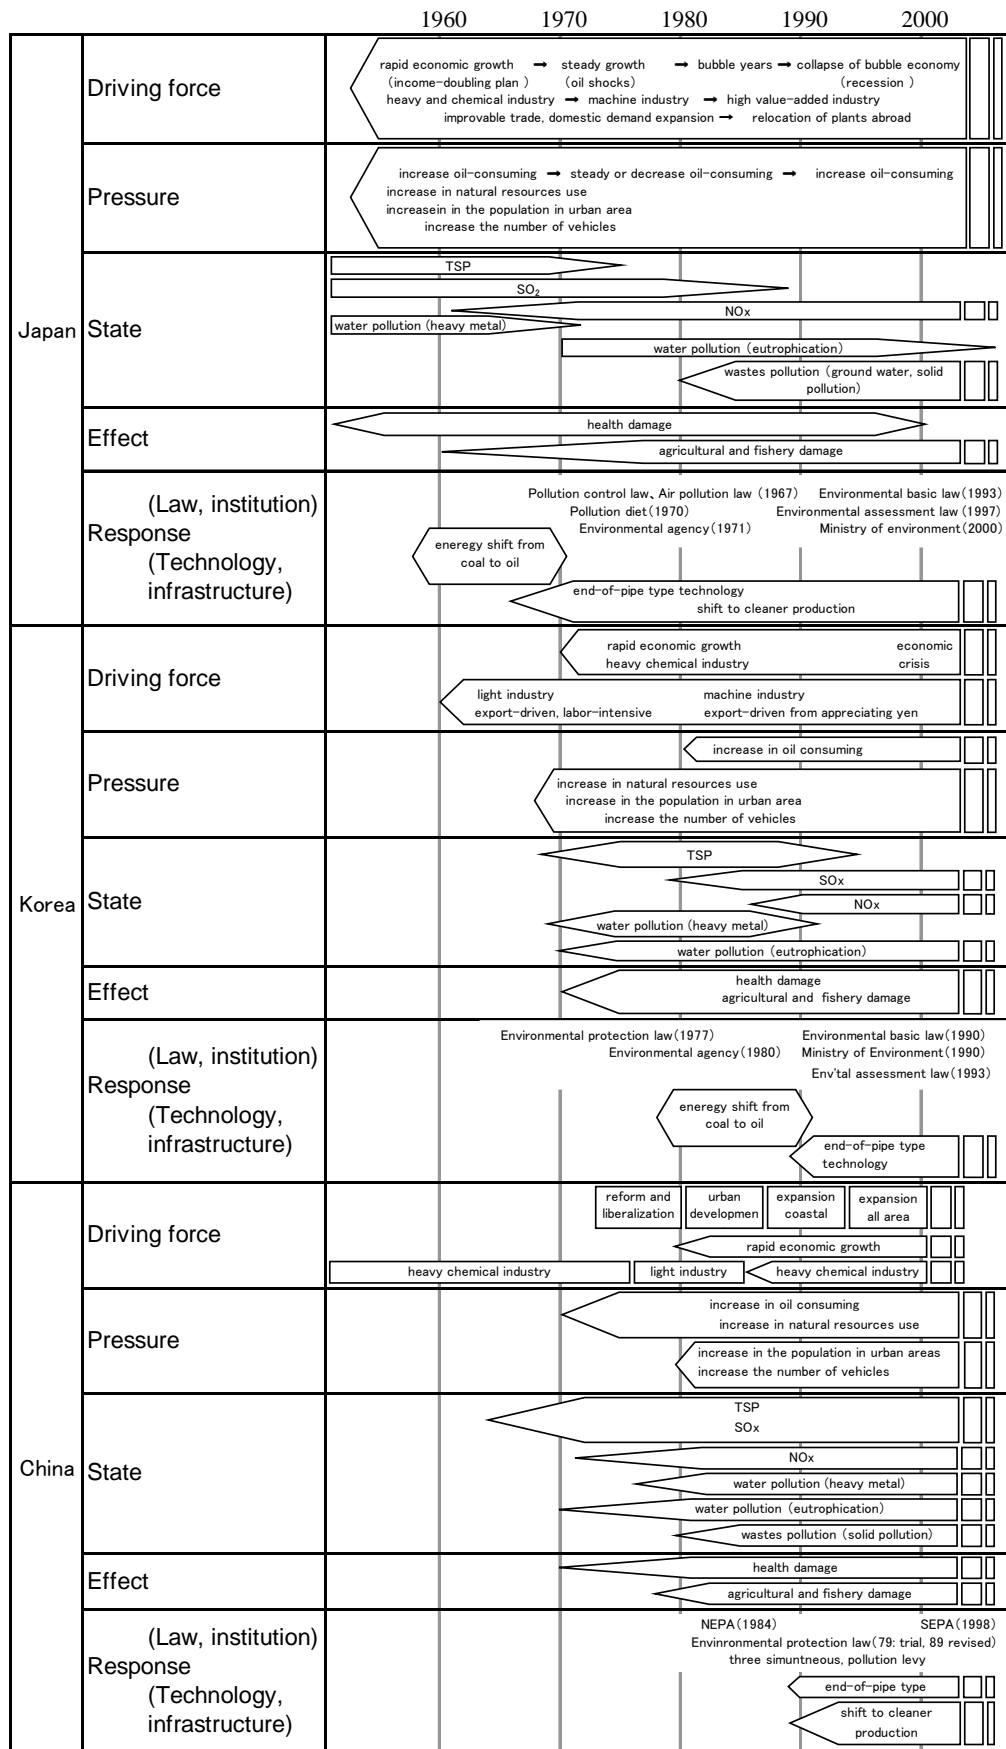 1960 1970 1980 1990 2000
Japan
Driving force
rapid economic growth → steady growth → bubble years → collapse of bubble economy
(income-doubling plan ) (oil shocks) (recession )
heavy and chemical industry → machine industry → high value-added industry
improvable trade, domestic demand expansion → relocation of plants abroad
Pressure
increase oil-consuming → steady or decrease oil-consuming → increase oil-consuming
increase in natural resources use
increasein in the population in urban area
increase the number of vehicles
State
TSP
SO2
NOx
water pollution (heavy metal)
water pollution (eutrophication)
wastes pollution (ground water, solid
pollution)
Effect
health damage
agricultural and fishery damage
(Law, institution)
Response
(Technology,
infrastructure)
Pollution control law、Air pollution law (1967) Environmental basic law(1993)
Pollution diet(1970) Environmental assessment law (1997)
Environmental agency(1971) Ministry of environment(2000)
eneregy shift from
coal to oil
end-of-pipe type technology
shift to cleaner production
Korea
Driving force
rapid economic growth economic
heavy chemical industry crisis
light industry machine industry
export-driven, labor-intensive export-driven from appreciating yen
Pressure
increase in oil consuming
increase in natural resources use
increase in the population in urban area
increase the number of vehicles
State
TSP
SOx
NOx
water pollution (heavy metal)
water pollution (eutrophication)
Effect
health damage
agricultural and fishery damage
(Law, institution)
Response
(Technology,
infrastructure)
Environmental protection law(1977) Environmental basic law(1990)
Environmental agency(1980) Ministry of Environment(1990)
Env'tal assessment law(1993)
eneregy shift from
coal to oil
end-of-pipe type
technology
China
Driving force
reform and urban expansion expansion
liberalization developmen coastal all area
rapid economic growth
heavy chemical industry light industry heavy chemical industry
Pressure
increase in oil consuming
increase in natural resources use
increase in the population in urban areas
increase the number of vehicles
State
TSP
SOx
NOx
water pollution (heavy metal)
water pollution (eutrophication)
wastes pollution (solid pollution)
Effect
health damage
agricultural and fishery damage
(Law, institution)
Response
(Technology,
infrastructure)
NEPA(1984) SEPA(1998)
Envinronmental protection law(79: trial, 89 revised)
three simuntneous, pollution levy
end-of-pipe type
shift to cleaner
production